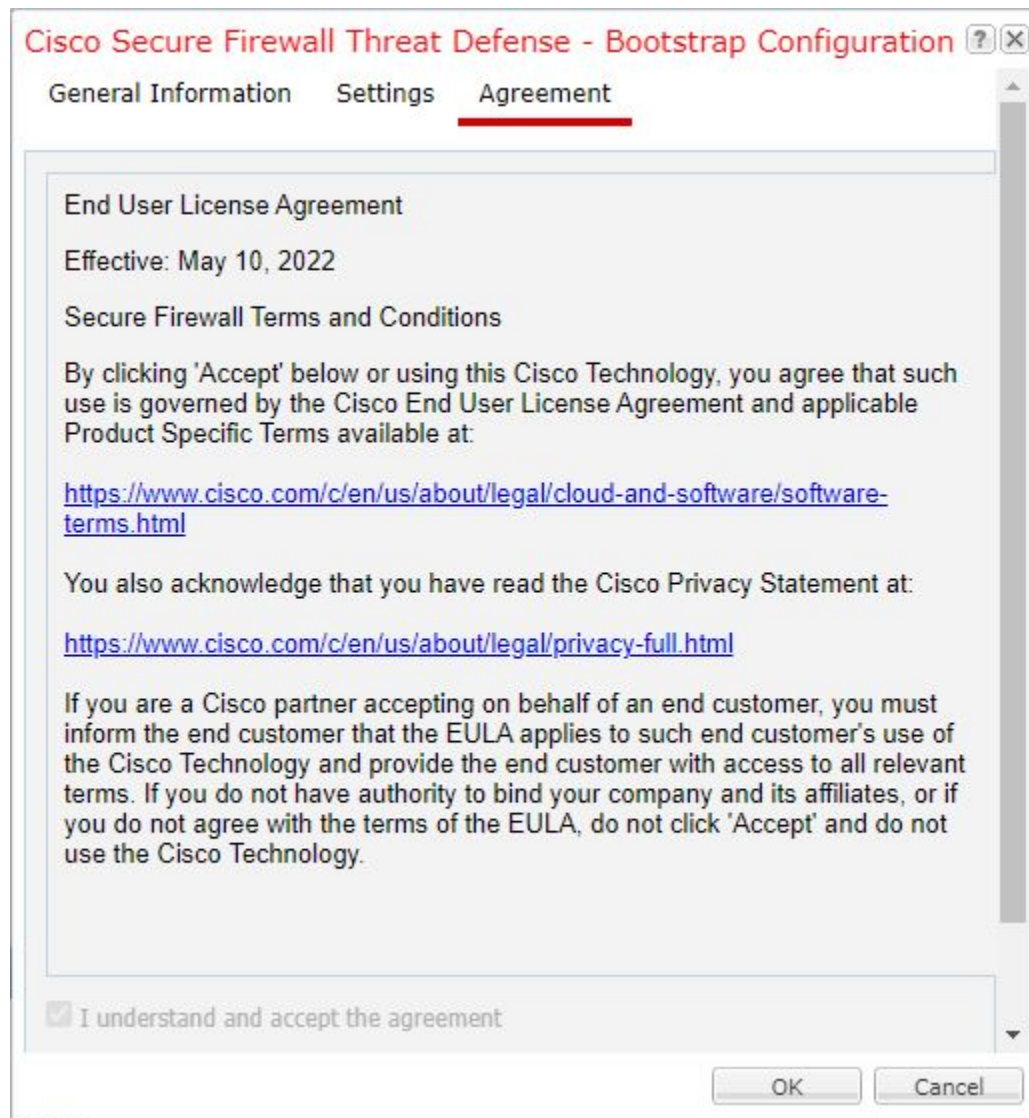 Cisco Secure Firewall Threat Defense - Bootstrap Configuration ? X
General Information Settings Agreement
End User License Agreement
Effective: May 10, 2022
Secure Firewall Terms and Conditions
By clicking 'Accept' below or using this Cisco Technology, you agree that such
use is governed by the Cisco End User License Agreement and applicable
Product Specific Terms available at:
https://www.cisco.com/c/en/us/about/legal/cloud-and-software/software-
terms.html
You also acknowledge that you have read the Cisco Privacy Statement at:
https://www.cisco.com/c/en/us/about/legal/privacy-full.html
If you are a Cisco partner accepting on behalf of an end customer, you must
inform the end customer that the EULA applies to such end customer's use of
the Cisco Technology and provide the end customer with access to all relevant
terms. If you do not have authority to bind your company and its affiliates, or if
you do not agree with the terms of the EULA, do not click 'Accept' and do not
use the Cisco Technology.
I understand and accept the agreement
OK Cancel